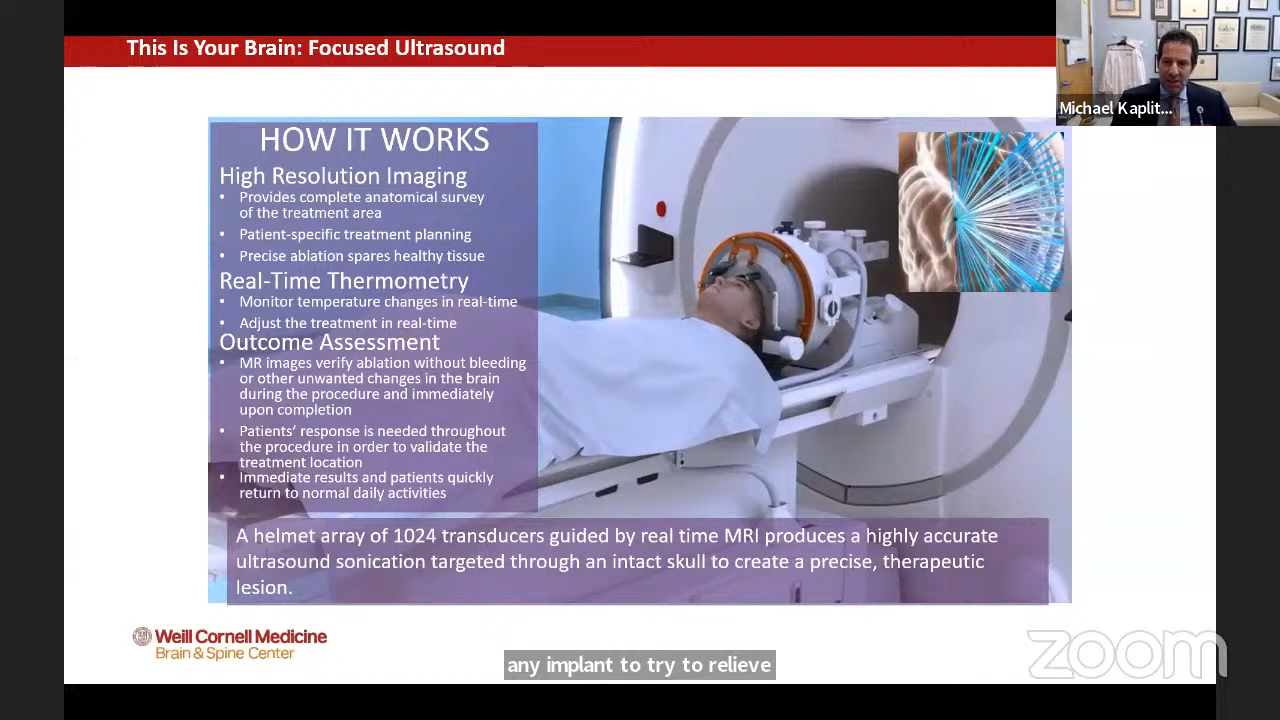 This Is Your Brain: Focused Ultrasound
Michael Kaplit...
HOW IT WORKS
High Resolution Imaging
• Provides complete anatomical survey
of the treatment area
• Patient-specific treatment planning
• Precise ablation spares healthy tissue
Real-Time Thermometry
• Monitor temperature changes in real-time
• Adjust the treatment in real-time
Outcome Assessment
• MR images verify ablation without bleeding
or other unwanted changes in the brain
during the procedure and immediately
upon completion
• Patients’ response is needed throughout
the procedure in order to validate the
treatment location
• Immediate results and patients quickly
return to normal daily activities
A helmet array of 1024 transducers guided by real time MRI produces a highly accurate
ultrasound sonication targeted through an intact skull to create a precise, therapeutic
lesion.
Weill Cornell Medicine
Brain & Spine Center
any implant to try to relieve
zoom